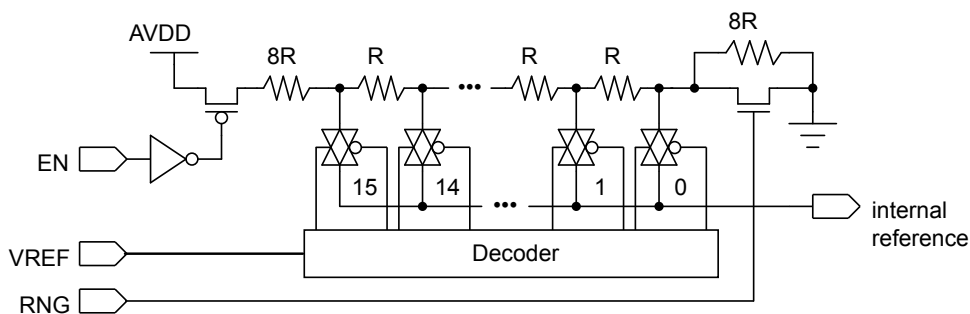 8R
AVDD
8R R ••• R R
EN
15 14 1 0
•••
internal
reference
VREF
Decoder
RNG